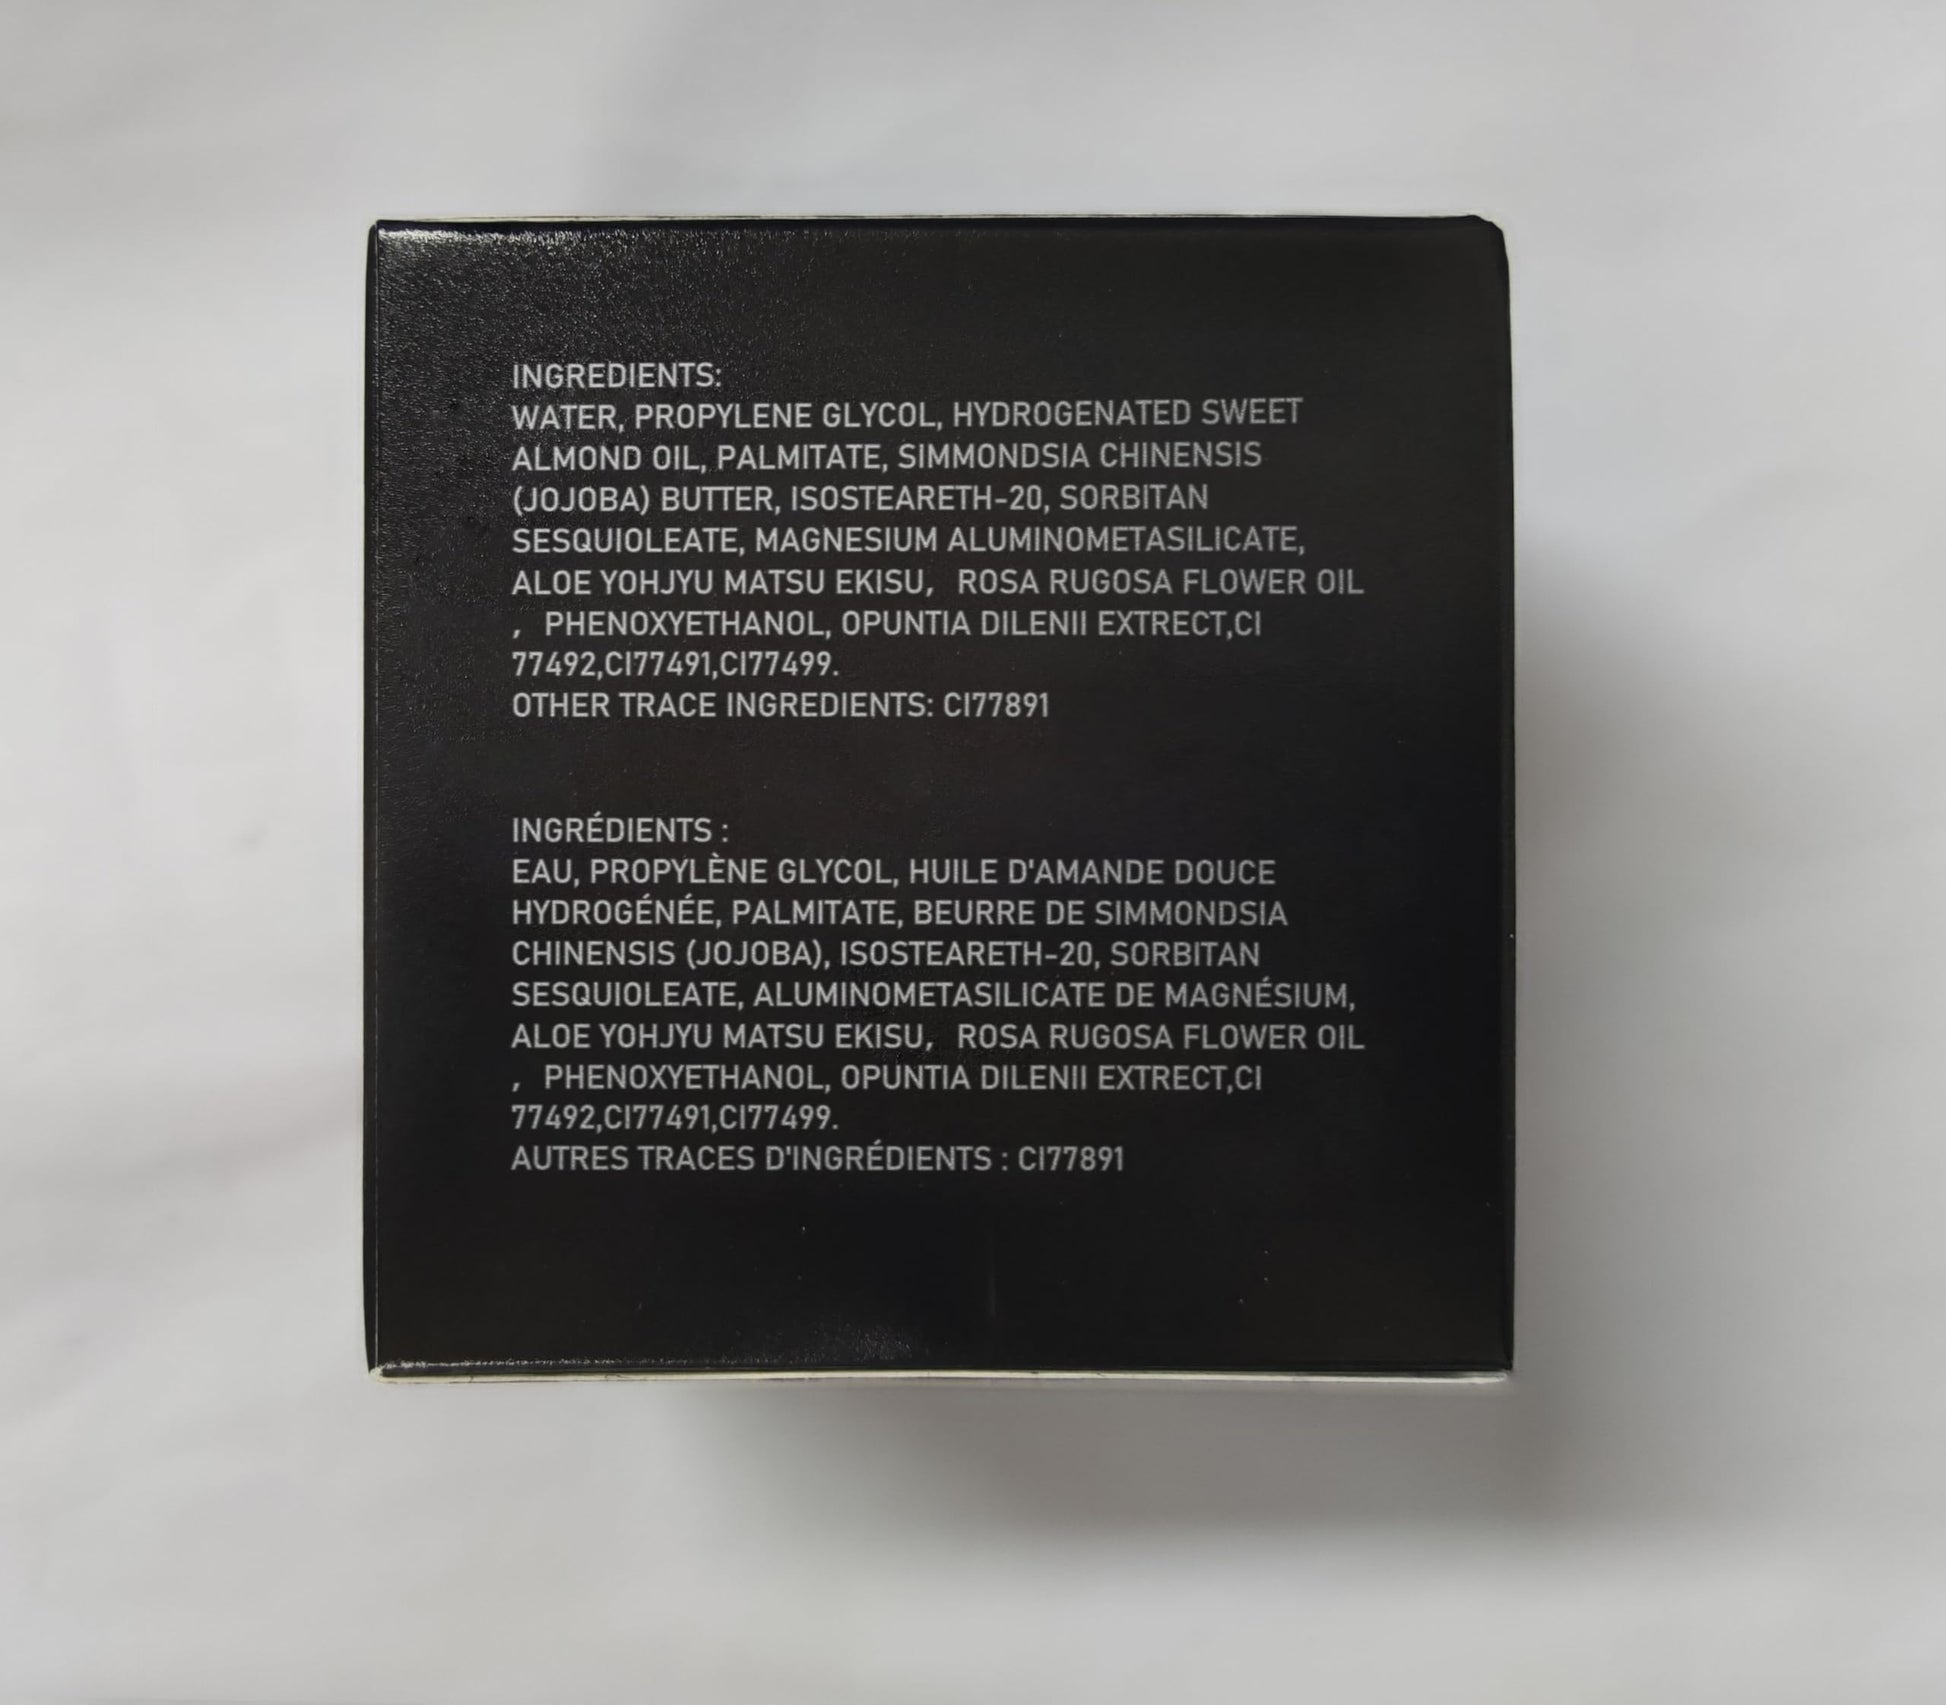 INGREDIENTS:
WATER, PROPYLENE GLYCOL, HYDROGENATED SWEET
ALMOND OIL, PALMITATE, SIMMONDSIA CHINENSIS
(JOJOBA) BUTTER, ISOSTEARETH-20, SORBITAN
SESQUIOLEATE, MAGNESIUM ALUMINOMETASILICATE,
ALOE YOHJYU MATSU EKISU,  ROSA RUGOSA FLOWER OIL
,  PHENOXYETHANOL, OPUNTIA DILENII EXTRECT,CI
77492,CI77491,CI77499.
OTHER TRACE INGREDIENTS: CI77891
INGRÉDIENTS :
EAU, PROPYLÈNE GLYCOL, HUILE D'AMANDE DOUCE
HYDROGÉNÉE, PALMITATE, BEURRE DE SIMMONDSIA
CHINENSIS (JOJOBA), ISOSTEARETH-20, SORBITAN
SESQUIOLEATE, ALUMINOMETASILICATE DE MAGNÉSIUM,
ALOE YOHJYU MATSU EKISU,  ROSA RUGOSA FLOWER OIL
,  PHENOXYETHANOL, OPUNTIA DILENII EXTRECT,CI
77492,CI77491,CI77499.
AUTRES TRACES D'INGRÉDIENTS : CI77891